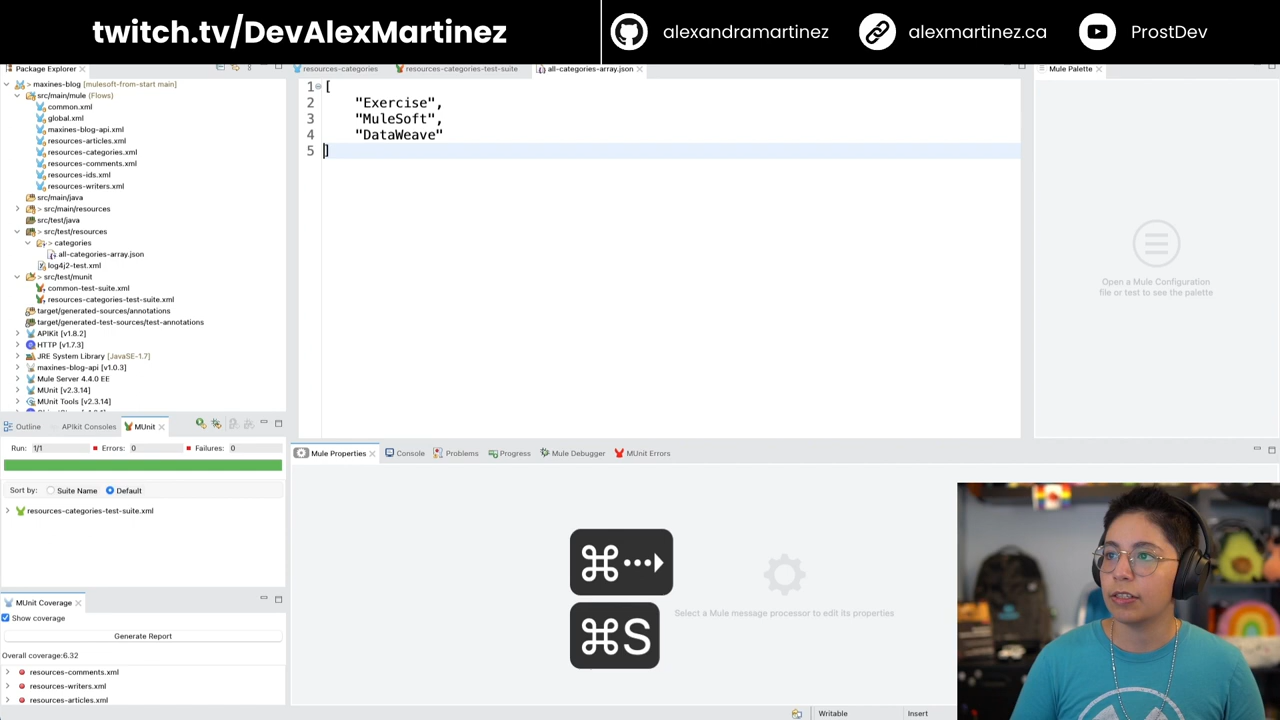 twitch.tv/DevAlexMartinez
alexandramartinez
alexmartinez.ca
ProstDev
Package Explorer
resources-categories
resources-categories-test-suite
all-categories-array.json
Mule Palette
> maxines-blog [mulesoft-from-start main]
src/main/mule (Flows)
common.xml
global.xml
maxines-blog-api.xml
resources-articles.xml
resources-categories.xml
resources-comments.xml
resources-ids.xml
resources-writers.xml
src/main/java
> src/main/resources
src/test/java
> src/test/resources
> categories
all-categories-array.json
log4j2-test.xml
> src/test/munit
common-test-suite.xml
resources-categories-test-suite.xml
target/generated-sources/annotations
target/generated-test-sources/test-annotations
APIKit [v1.8.2]
HTTP [v1.7.3]
JRE System Library [JavaSE-1.7]
maxines-blog-api [v1.0.3]
Mule Server 4.4.0 EE
MUnit [v2.3.14]
MUnit Tools [v2.3.14]
1 [
2 "Exercise",
3 "MuleSoft",
4 "DataWeave"
5 ]
Open a Mule Configuration
file or test to see the palette
Outline
APIkit Consoles
MUnit
Run: 1/1
Errors: 0
Failures: 0
Sort by:
Suite Name
Default
resources-categories-test-suite.xml
MUnit Coverage
Show coverage
Generate Report
Overall coverage:6.32
resources-comments.xml
resources-writers.xml
resources-articles.xml
Mule Properties
Console
Problems
Progress
Mule Debugger
MUnit Errors
Select a Mule message processor to edit its properties
⌘⇢
⌘S
Writable
Insert